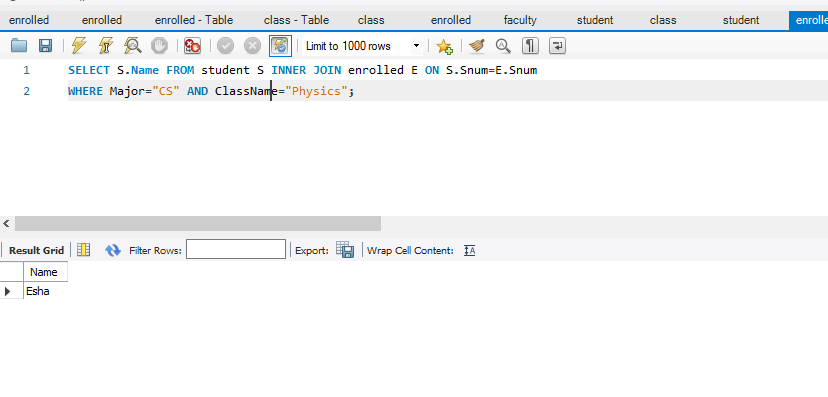 enrolled enrolled enrolled - Table class - Table class enrolled faculty student class student enrolle
Limit to 1000 rows
1 SELECT S.Name FROM student S INNER JOIN enrolled E ON S.Snum=E.Snum
2 WHERE Major="CS" AND ClassName="Physics";
Result Grid Filter Rows: Export: Wrap Cell Content:
Name
Esha